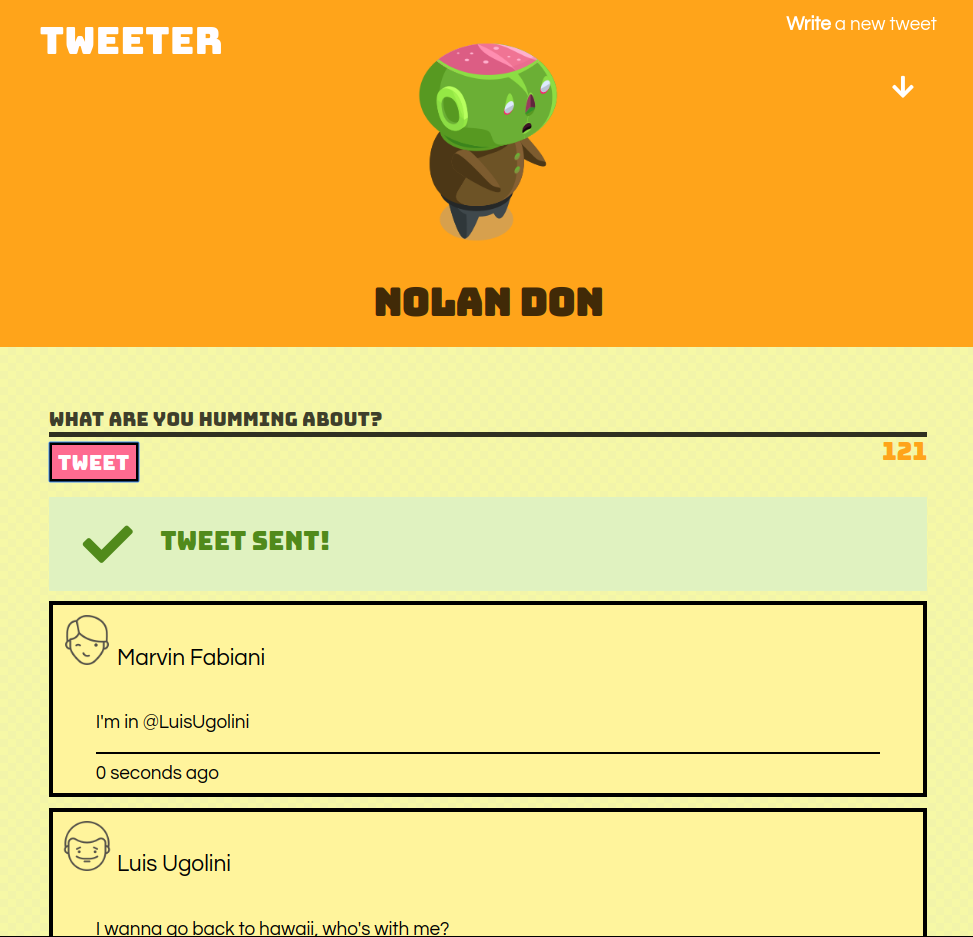 TWEETER
Write a new tweet
NOLAN DON
WHAT ARE YOU HUMMING ABOUT?
TWEET
121
TWEET SENT!
Marvin Fabiani
I'm in @LuisUgolini
0 seconds ago
Luis Ugolini
I wanna go back to hawaii, who's with me?